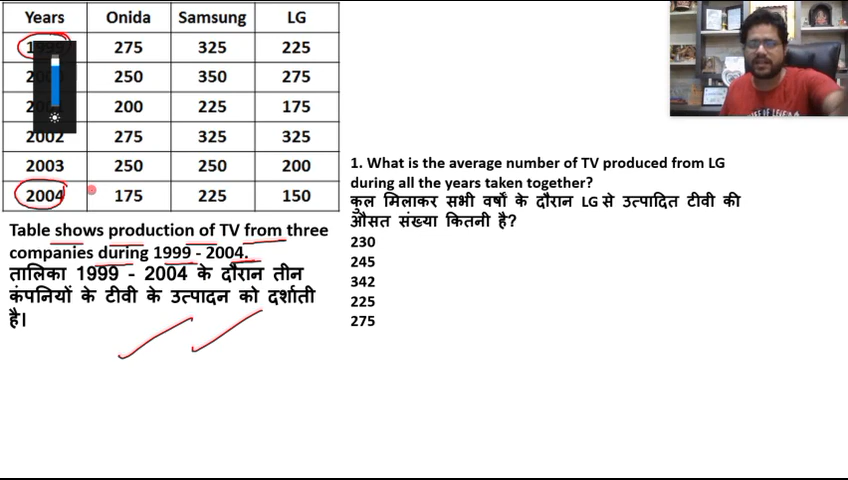 Years Onida Samsung LG
275 325 225
250 350 275
200 225 175
2002 275 325 325
2003 250 250 200
2004 175 225 150
Table shows production of TV from three
companies during 1999 - 2004.
तालिका 1999 - 2004 के दौरान तीन
कंपनियों के टीवी के उत्पादन को दर्शाती
है।
1. What is the average number of TV produced from LG
during all the years taken together?
कुल मिलाकर सभी वर्षों के दौरान LG से उत्पादित टीवी की
औसत संख्या कितनी है?
230
245
342
225
275